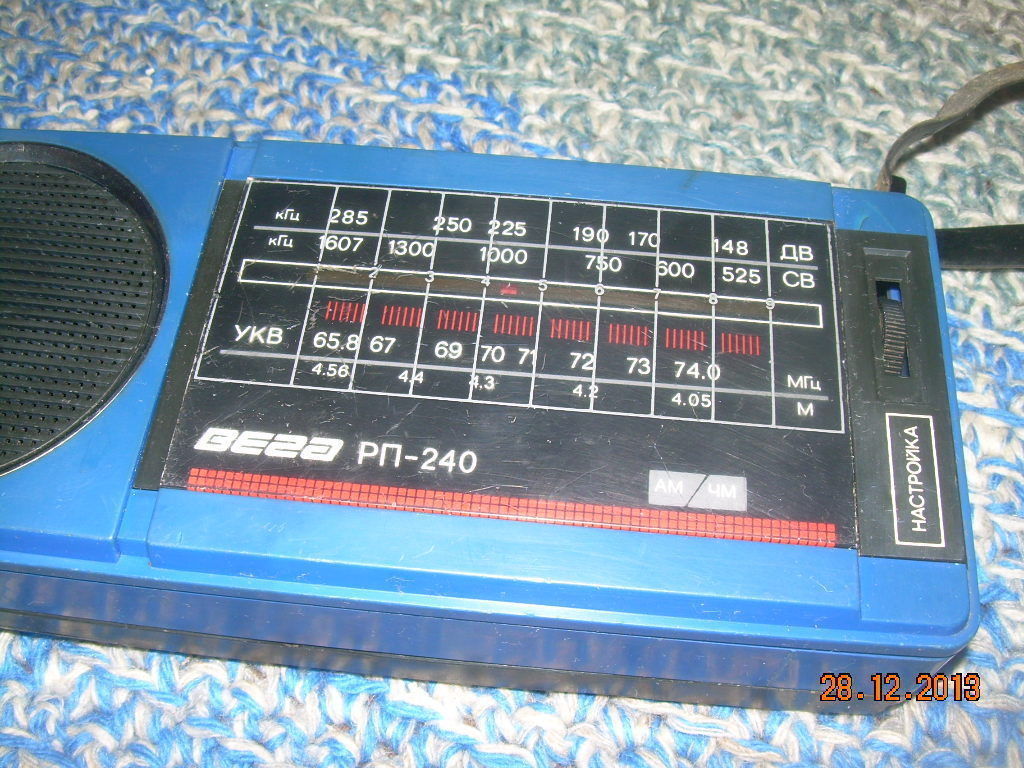 кГц 285 250 225 190 170 148 ДВ
кГц 1607 1300 1000 750 600 525 СВ
2 3 4 5 6 7 8 9
УКВ 65.8 67 69 70 71 72 73 74.0 МГц
4.56 4.4 4.3 4.2 4.05 М
ВЕГА РП-240
АМ/ЧМ
НАСТРОЙКА
28.12.2013